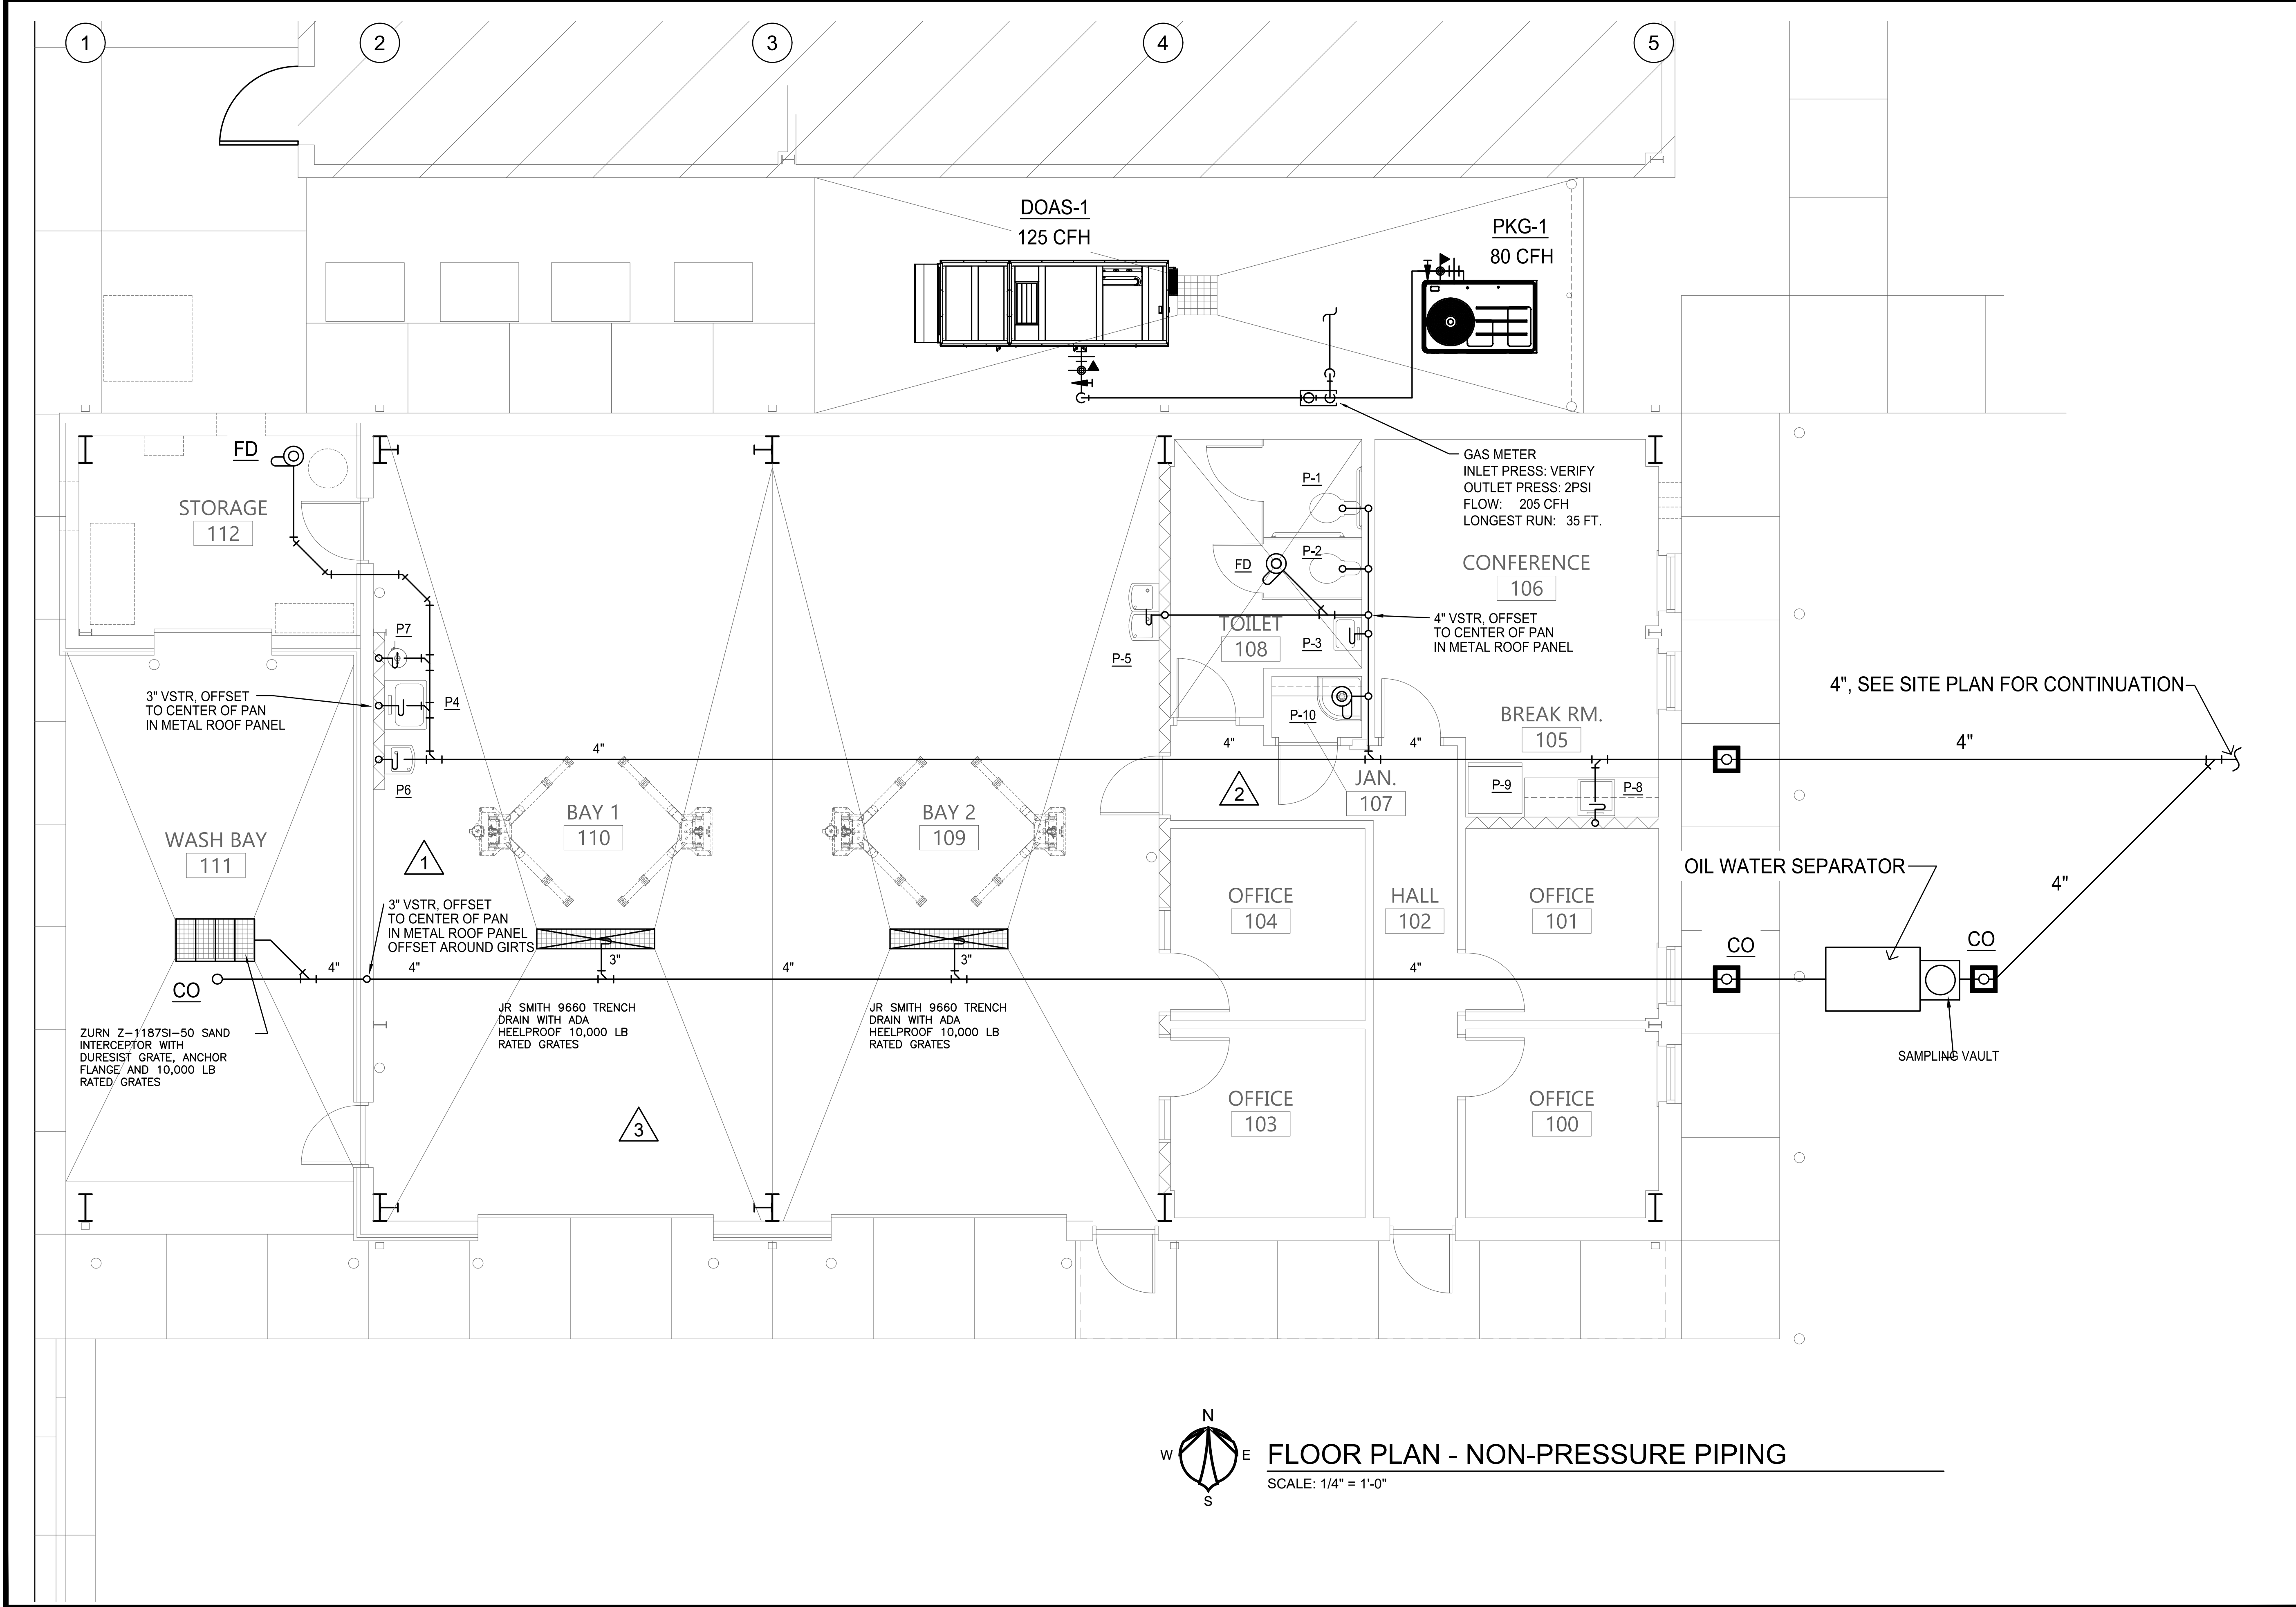 1
2
3
4
5
DOAS-1
125 CFH
PKG-1
80 CFH
FD
STORAGE
112
GAS METER
INLET PRESS: VERIFY
OUTLET PRESS: 2PSI
FLOW: 205 CFH
LONGEST RUN: 35 FT.
P-1
P-2
FD
CONFERENCE
106
TOILET
108
P-3
4" VSTR, OFFSET
TO CENTER OF PAN
IN METAL ROOF PANEL
P-5
P7
P4
P6
3" VSTR, OFFSET
TO CENTER OF PAN
IN METAL ROOF PANEL
P-10
BREAK RM.
105
4", SEE SITE PLAN FOR CONTINUATION
4"
4"
4"
4"
P-9
P-8
JAN.
107
2
BAY 1
110
BAY 2
109
WASH BAY
111
1
3" VSTR, OFFSET
TO CENTER OF PAN
IN METAL ROOF PANEL
OFFSET AROUND GIRTS
OFFICE
104
HALL
102
OFFICE
101
OIL WATER SEPARATOR
4"
CO
CO
CO
4"
4"
3"
4"
3"
4"
JR SMITH 9660 TRENCH
DRAIN WITH ADA
HEELPROOF 10,000 LB
RATED GRATES
JR SMITH 9660 TRENCH
DRAIN WITH ADA
HEELPROOF 10,000 LB
RATED GRATES
ZURN Z-1187SI-50 SAND
INTERCEPTOR WITH
DURESIST GRATE, ANCHOR
FLANGE AND 10,000 LB
RATED GRATES
SAMPLING VAULT
3
OFFICE
103
OFFICE
100
N
W
E
S
FLOOR PLAN - NON-PRESSURE PIPING
SCALE: 1/4" = 1'-0"